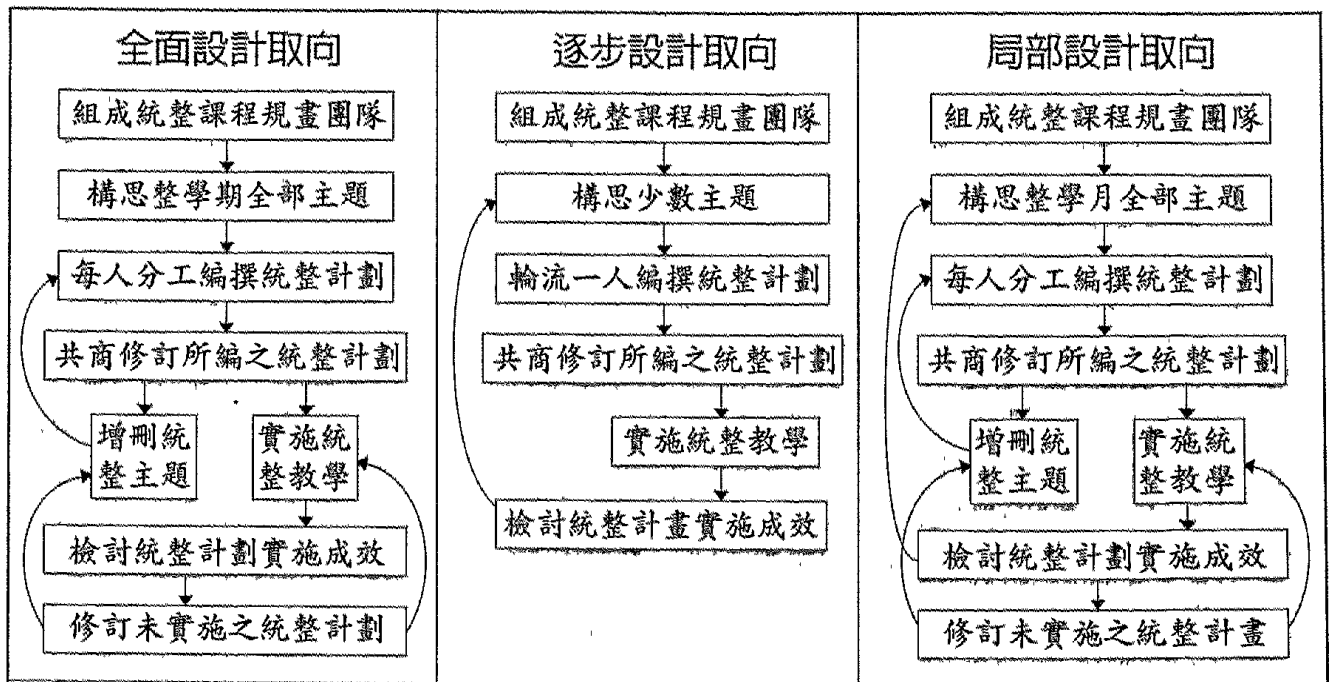 全面設計取向
組成統整課程規畫團隊
構思整學期全部主題
每人分工編撰統整計劃
共商修訂所編之統整計劃
增刪統
整主題
實施統
整教學
檢討統整計劃實施成效
修訂未實施之統整計劃
逐步設計取向
組成統整課程規畫團隊
構思少數主題
輪流一人編撰統整計劃
共商修訂所編之統整計劃
實施統整教學
檢討統整計畫實施成效
局部設計取向
組成統整課程規畫團隊
構思整學月全部主題
每人分工編撰統整計劃
共商修訂所編之統整計劃
增刪統
整主題
實施統
整教學
檢討統整計劃實施成效
修訂未實施之統整計畫